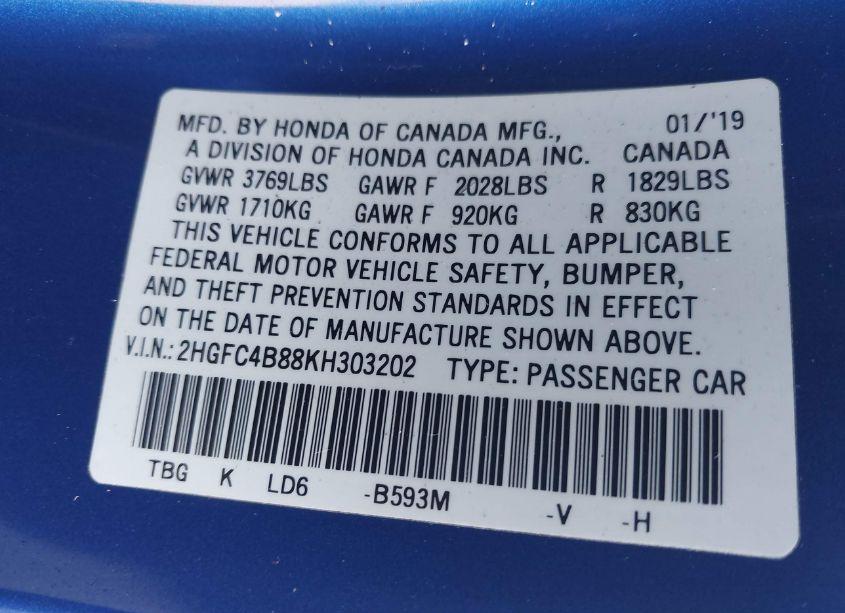 MFD. BY HONDA OF CANADA MFG., 01/'19
A DIVISION OF HONDA CANADA INC. CANADA
GVWR 3769LBS GAWR F 2028LBS R 1829LBS
GVWR 1710KG GAWR F 920KG R 830KG
THIS VEHICLE CONFORMS TO ALL APPLICABLE
FEDERAL MOTOR VEHICLE SAFETY, BUMPER,
AND THEFT PREVENTION STANDARDS IN EFFECT
ON THE DATE OF MANUFACTURE SHOWN ABOVE.
V.I.N.: 2HGFC4B88KH303202 TYPE: PASSENGER CAR
TBG K LD6 -B593M -V -H